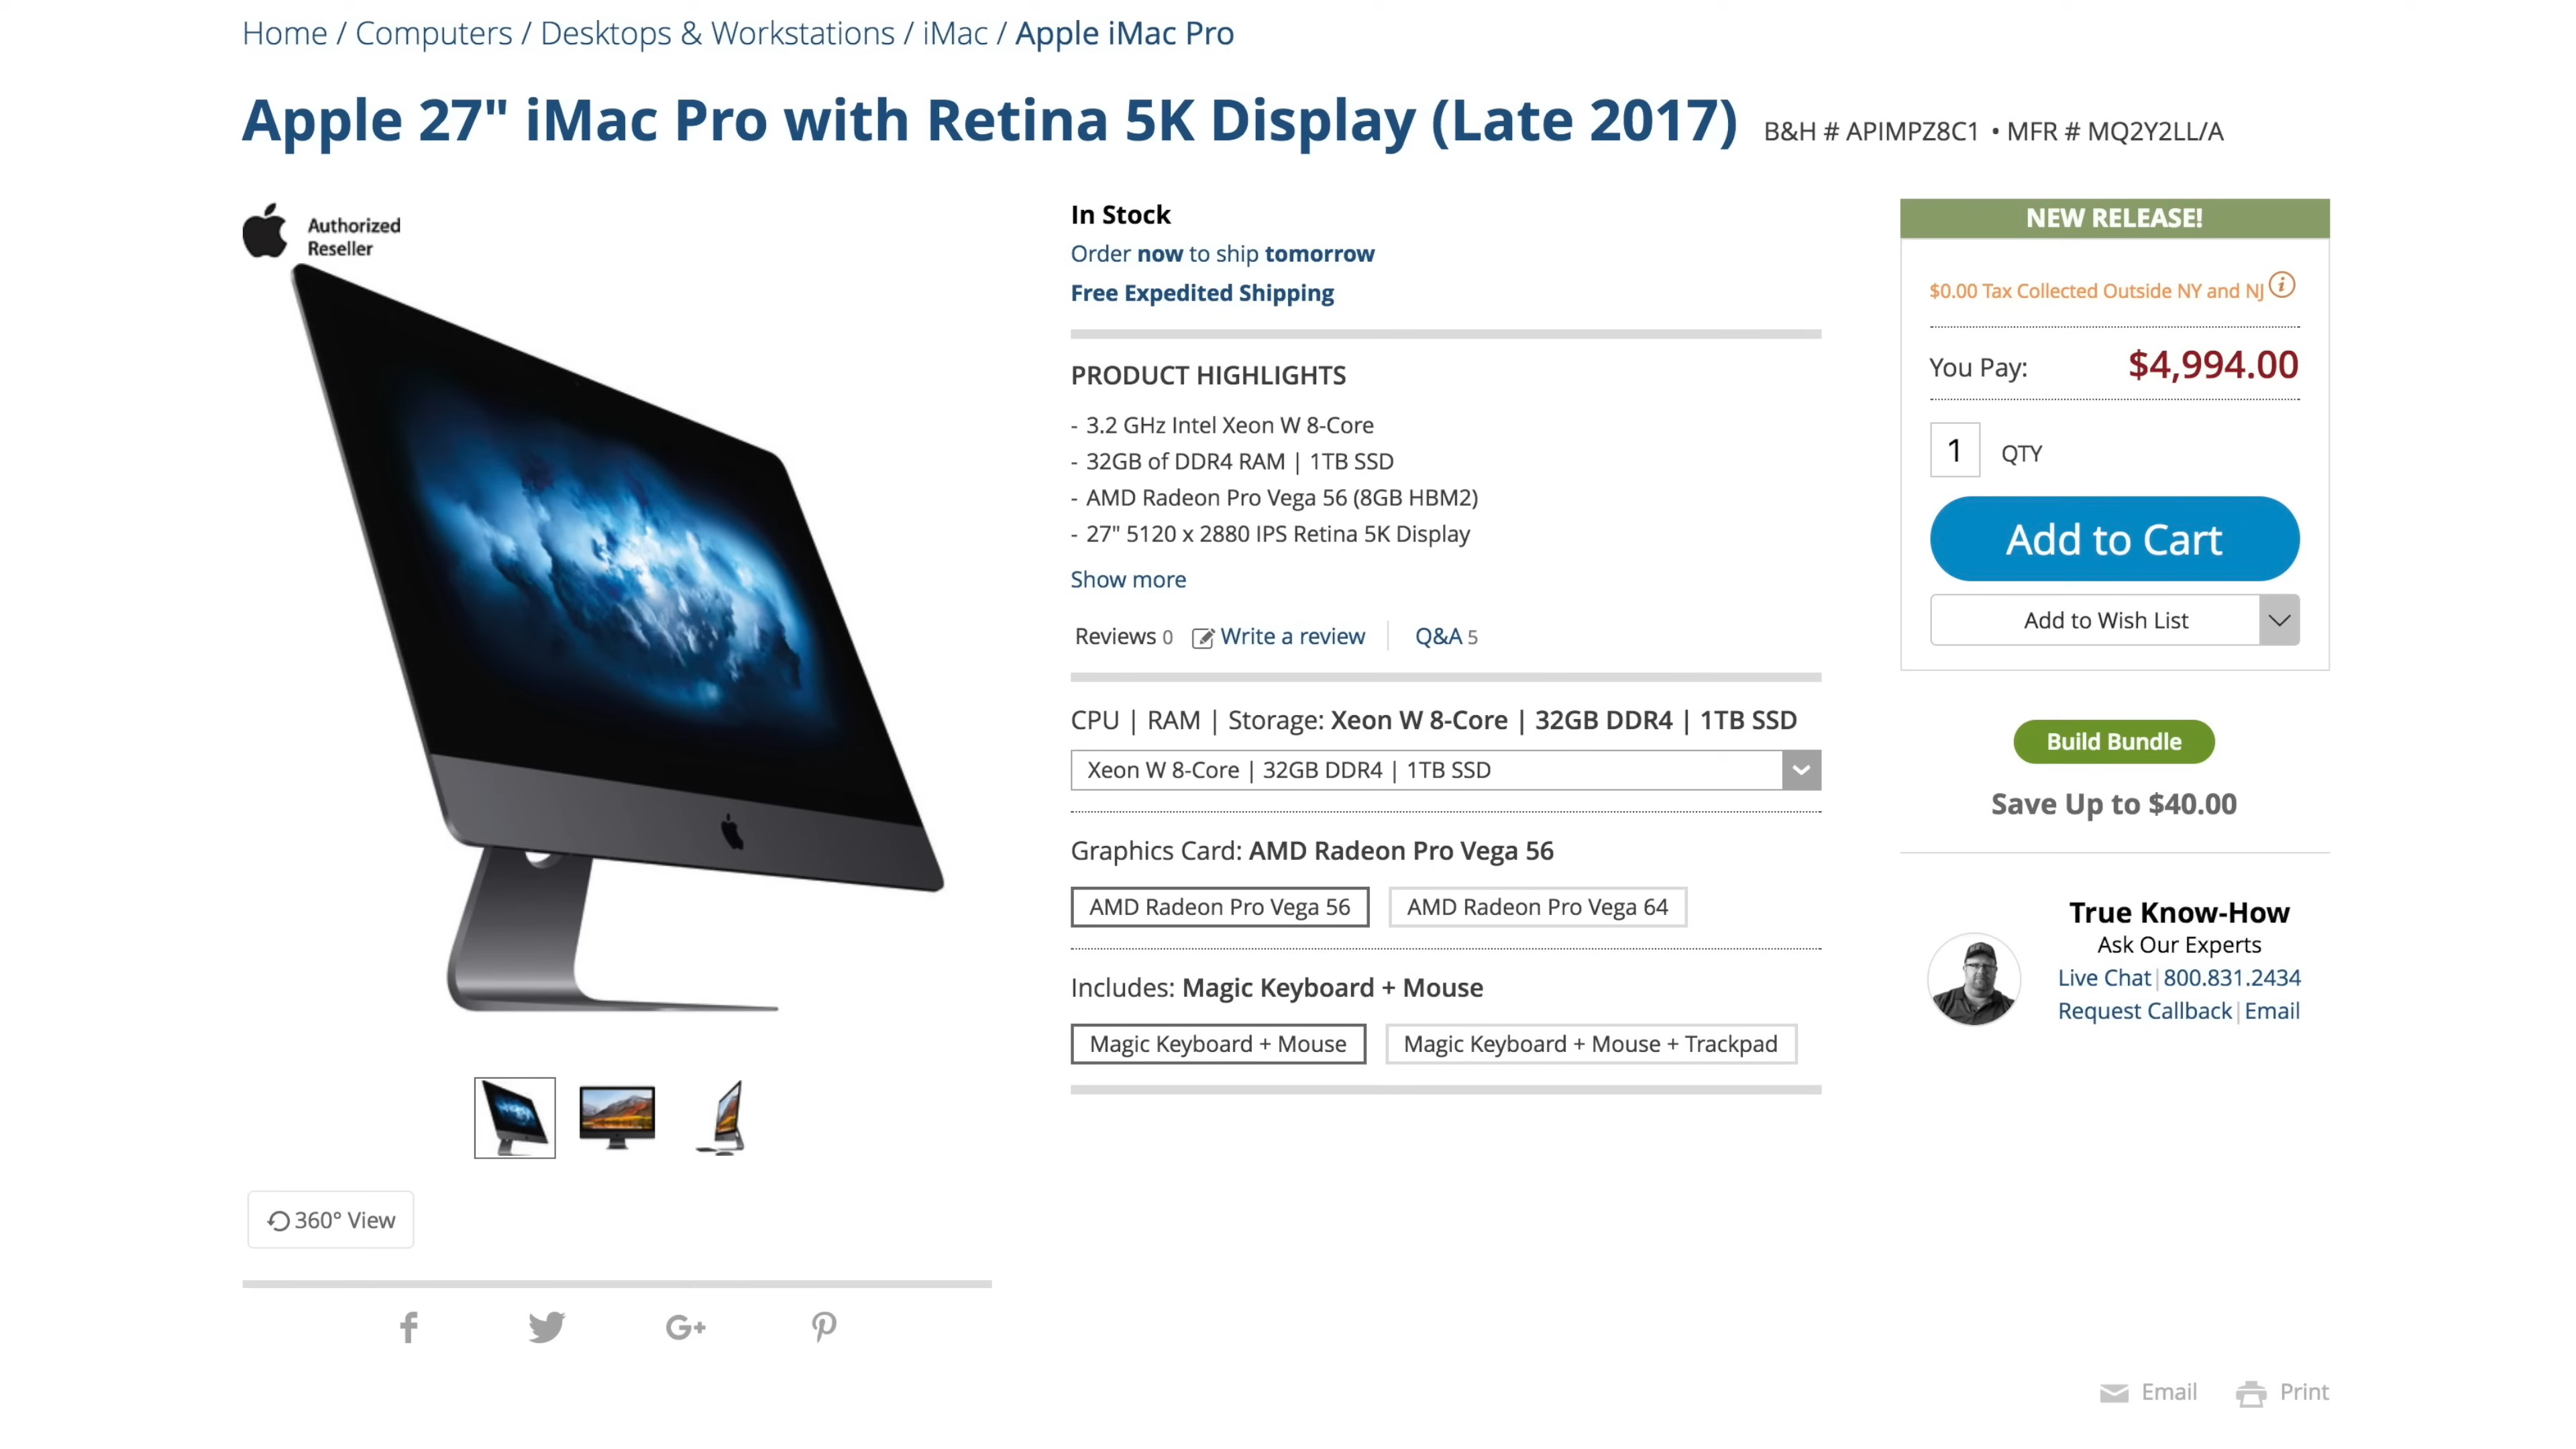 Home / Computers / Desktops & Workstations / iMac / Apple iMac Pro
Apple 27" iMac Pro with Retina 5K Display (Late 2017) B&H # APIMPZ8C1 • MFR # MQ2Y2LL/A
Authorized
Reseller
In Stock
Order now to ship tomorrow
Free Expedited Shipping
PRODUCT HIGHLIGHTS
- 3.2 GHz Intel Xeon W 8-Core
- 32GB of DDR4 RAM | 1TB SSD
- AMD Radeon Pro Vega 56 (8GB HBM2)
- 27" 5120 x 2880 IPS Retina 5K Display
Show more
Reviews 0 Write a review Q&A 5
CPU | RAM | Storage: Xeon W 8-Core | 32GB DDR4 | 1TB SSD
Xeon W 8-Core | 32GB DDR4 | 1TB SSD
Graphics Card: AMD Radeon Pro Vega 56
AMD Radeon Pro Vega 56 AMD Radeon Pro Vega 64
Includes: Magic Keyboard + Mouse
Magic Keyboard + Mouse Magic Keyboard + Mouse + Trackpad
NEW RELEASE!
$0.00 Tax Collected Outside NY and NJ i
You Pay: $4,994.00
1 QTY
Add to Cart
Add to Wish List
Build Bundle
Save Up to $40.00
True Know-How
Ask Our Experts
Live Chat | 800.831.2434
Request Callback | Email
360° View
Email Print